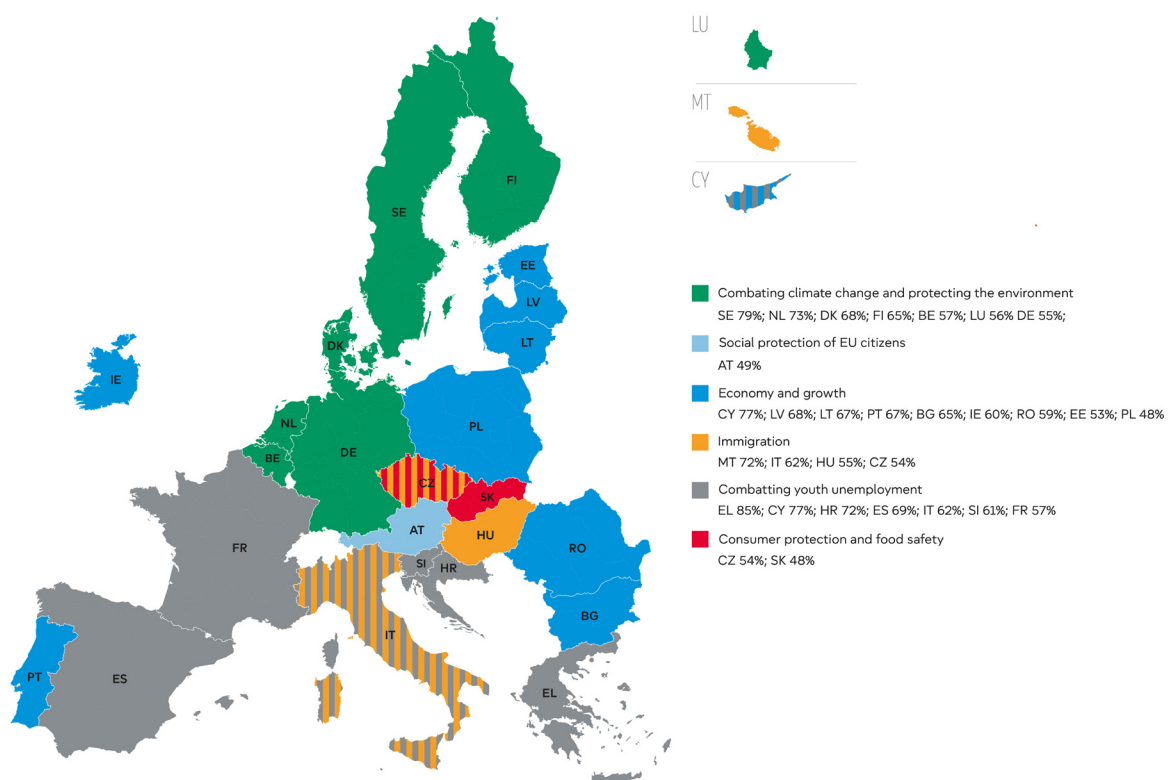 LU
MT
CY
FI
SE
EE
LV
LT
DK
IE
NL
BE
DE
PL
CZ
SK
AT
HU
FR
SI
HR
RO
BG
IT
PT
ES
EL
Combating climate change and protecting the environment
SE 79%; NL 73%; DK 68%; FI 65%; BE 57%; LU 56% DE 55%;
Social protection of EU citizens
AT 49%
Economy and growth
CY 77%; LV 68%; LT 67%; PT 67%; BG 65%; IE 60%; RO 59%; EE 53%; PL 48%
Immigration
MT 72%; IT 62%; HU 55%; CZ 54%
Combatting youth unemployment
EL 85%; CY 77%; HR 72%; ES 69%; IT 62%; SI 61%; FR 57%
Consumer protection and food safety
CZ 54%; SK 48%